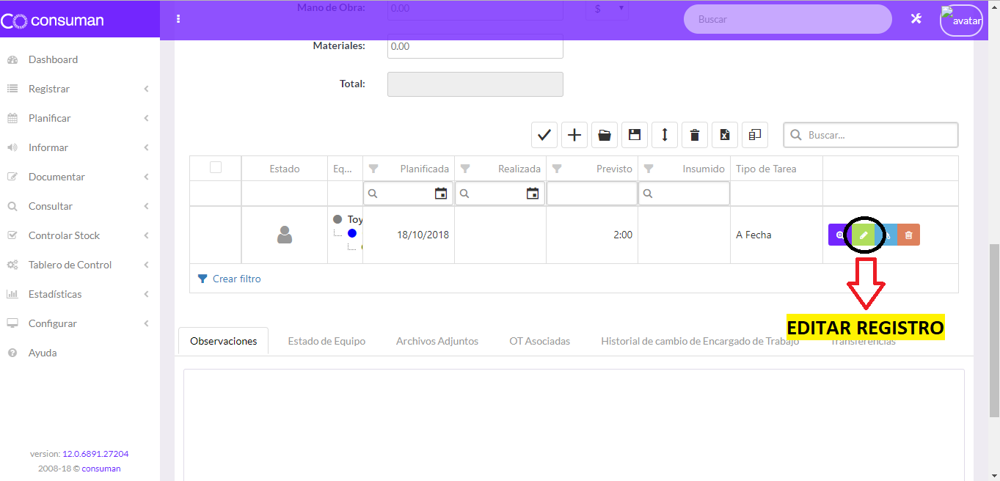 consuman
Mano de Obra: 0.00 $
Buscar
avatar
Dashboard
Registrar
Planificar
Informar
Documentar
Consultar
Controlar Stock
Tablero de Control
Estadísticas
Configurar
Ayuda
version: 12.0.6891.27204
2008-18 © consuman
Materiales: 0.00
Total:
Buscar...
Estado Eq... Planificada Realizada Previsto Insumido Tipo de Tarea
Toy
18/10/2018 2:00 A Fecha
Crear filtro
EDITAR REGISTRO
Observaciones Estado de Equipo Archivos Adjuntos OT Asociadas Historial de cambio de Encargado de Trabajo Transferencias